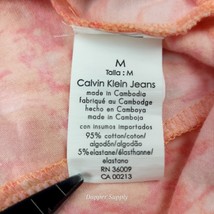 M
Talla : M
Calvin Klein Jeans
made in Cambodia
fabriqué au Cambodge
hecho en Camboya
made in Camboja
con insumos importados
95% cotton/coton/
algodón/algodão
5% elastane/élasthanne/
elastano
RN 36009
CA 00213
Dapper Supply